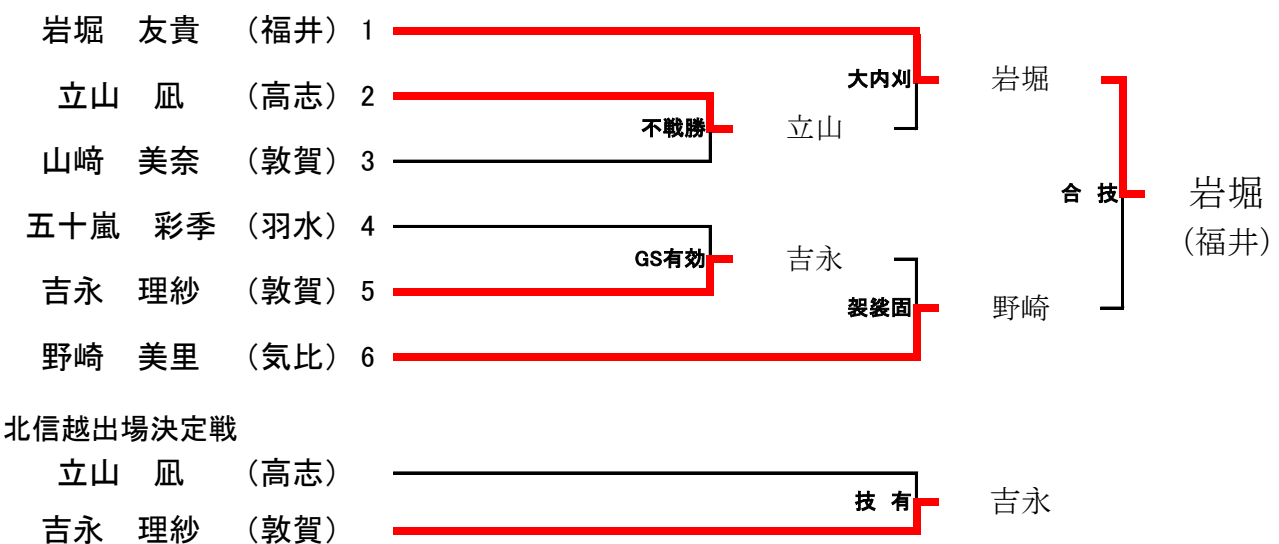 岩堀 友貴 （福井） 1
大内刈 岩堀
立山 凪 （高志） 2
不戦勝 立山
山﨑 美奈 （敦賀） 3
合 技 岩堀
五十嵐 彩季 （羽水） 4
（福井）
GS有効 吉永
吉永 理紗 （敦賀） 5
袈裟固 野崎
野崎 美里 （気比） 6
北信越出場決定戦
立山 凪 （高志）
技 有 吉永
吉永 理紗 （敦賀）